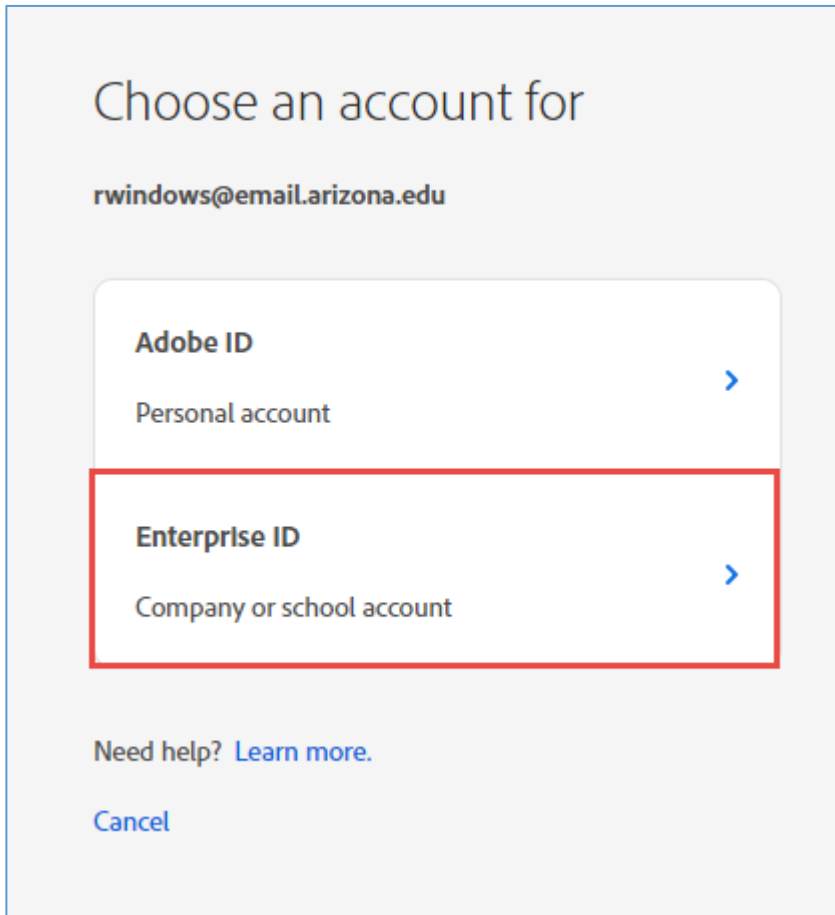 Choose an account for
rwindows@email.arizona.edu
Adobe ID
Personal account
Enterprise ID
Company or school account
Need help? Learn more.
Cancel